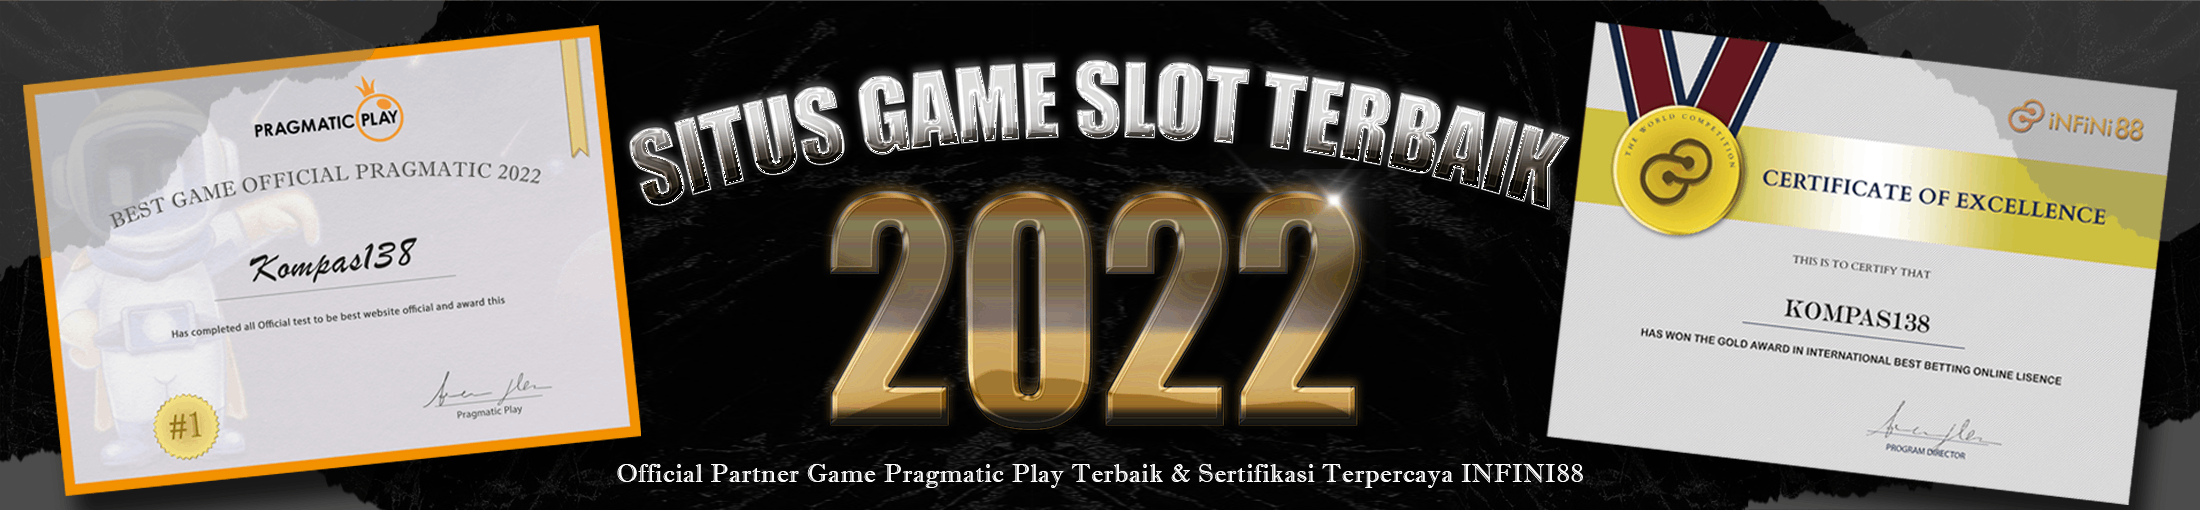 PRAGMATIC PLAY
BEST GAME OFFICIAL PRAGMATIC 2022
Kompas138
Has completed all Official test to be best website official and award this
Pragmatic Play
#1
SITUS GAME SLOT TERBAIK
2022
Official Partner Game Pragmatic Play Terbaik & Sertifikasi Terpercaya INFINI88
iNFiNi88
THE WORLD COMPETITION
CERTIFICATE OF EXCELLENCE
THIS IS TO CERTIFY THAT
KOMPAS138
HAS WON THE GOLD AWARD IN INTERNATIONAL BEST BETTING ONLINE LISENCE
PROGRAM DIRECTOR